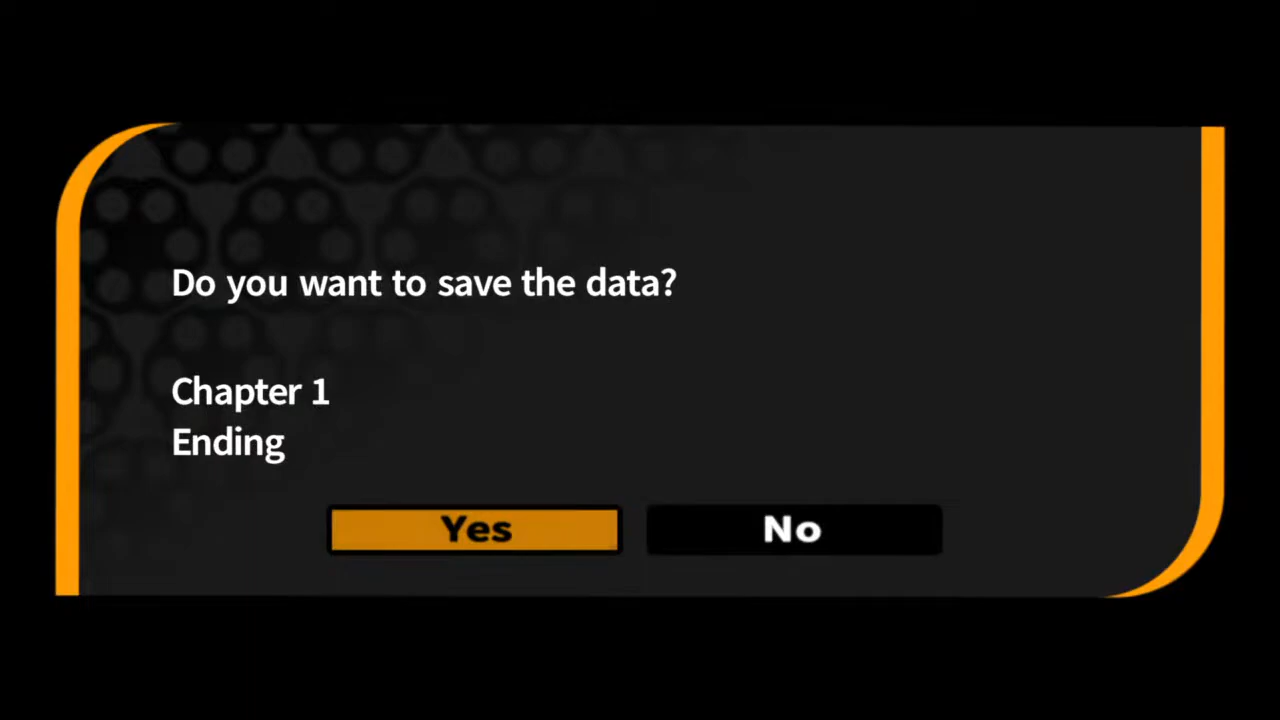 Do you want to save the data?
Chapter 1
Ending
Yes No